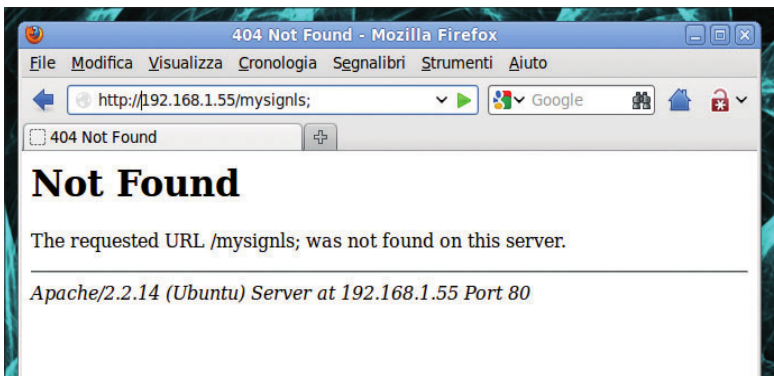 404 Not Found - Mozilla Firefox
File Modifica Visualizza Cronologia Segnalibri Strumenti Aiuto
http://192.168.1.55/mysignls; Google
404 Not Found
Not Found
The requested URL /mysignls; was not found on this server.
Apache/2.2.14 (Ubuntu) Server at 192.168.1.55 Port 80